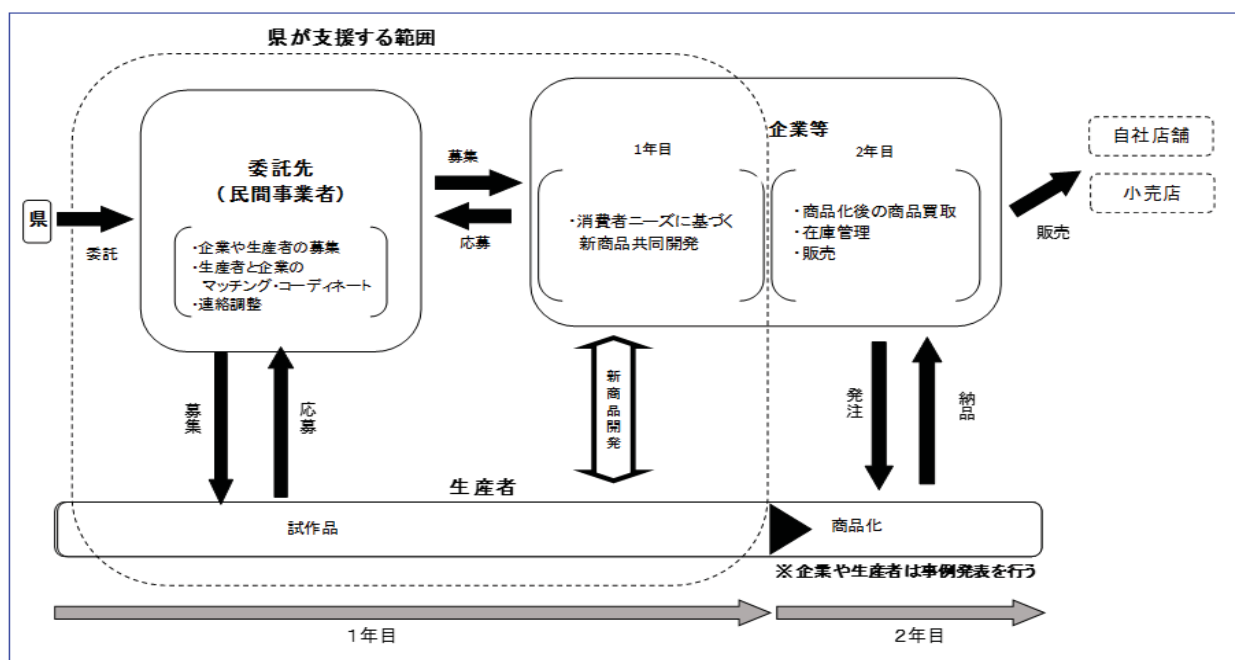 県が支援する範囲
県
委託
委託先
（民間事業者）
・企業や生産者の募集
・生産者と企業の
マッチング・コーディネート
・連絡調整
募集
応募
企業等
1年目
・消費者ニーズに基づく
新商品共同開発
2年目
・商品化後の商品買取
・在庫管理
・販売
販売
自社店舗
小売店
募集
応募
新商品開発
発注
納品
生産者
試作品
商品化
※企業や生産者は事例発表を行う
1年目
2年目